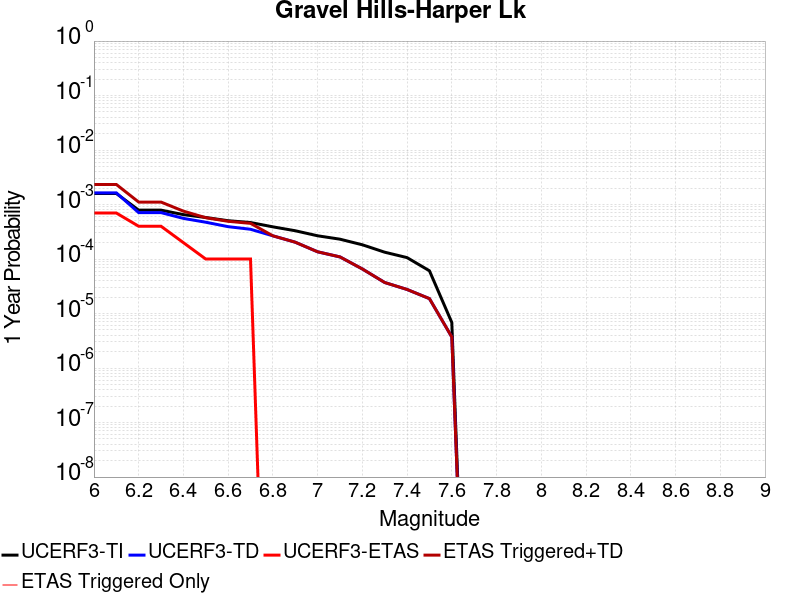 Gravel Hills-Harper Lk
10^0
10^-1
10^-2
10^-3
10^-4
10^-5
10^-6
10^-7
10^-8
1 Year Probability
6 6.2 6.4 6.6 6.8 7 7.2 7.4 7.6 7.8 8 8.2 8.4 8.6 8.8 9
Magnitude
UCERF3-TI UCERF3-TD UCERF3-ETAS ETAS Triggered+TD
ETAS Triggered Only